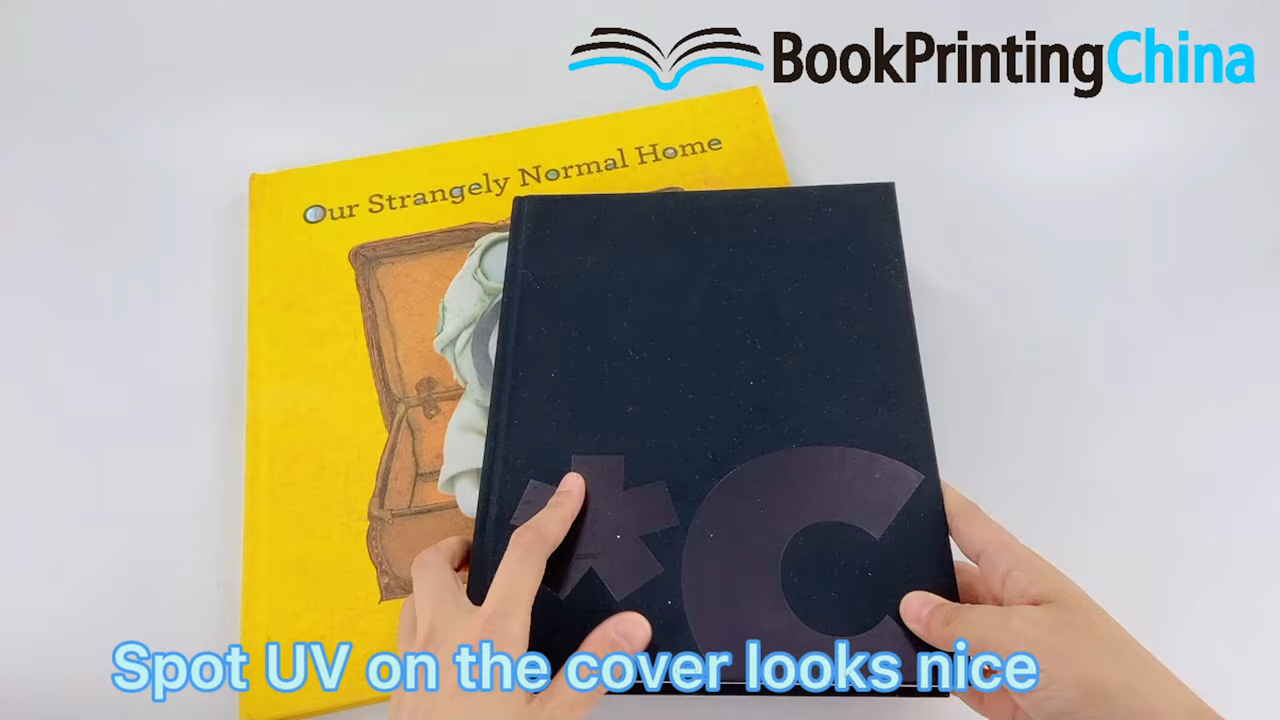 BookPrintingChina
Our Strangely Normal Home
*C
Spot UV on the cover looks nice